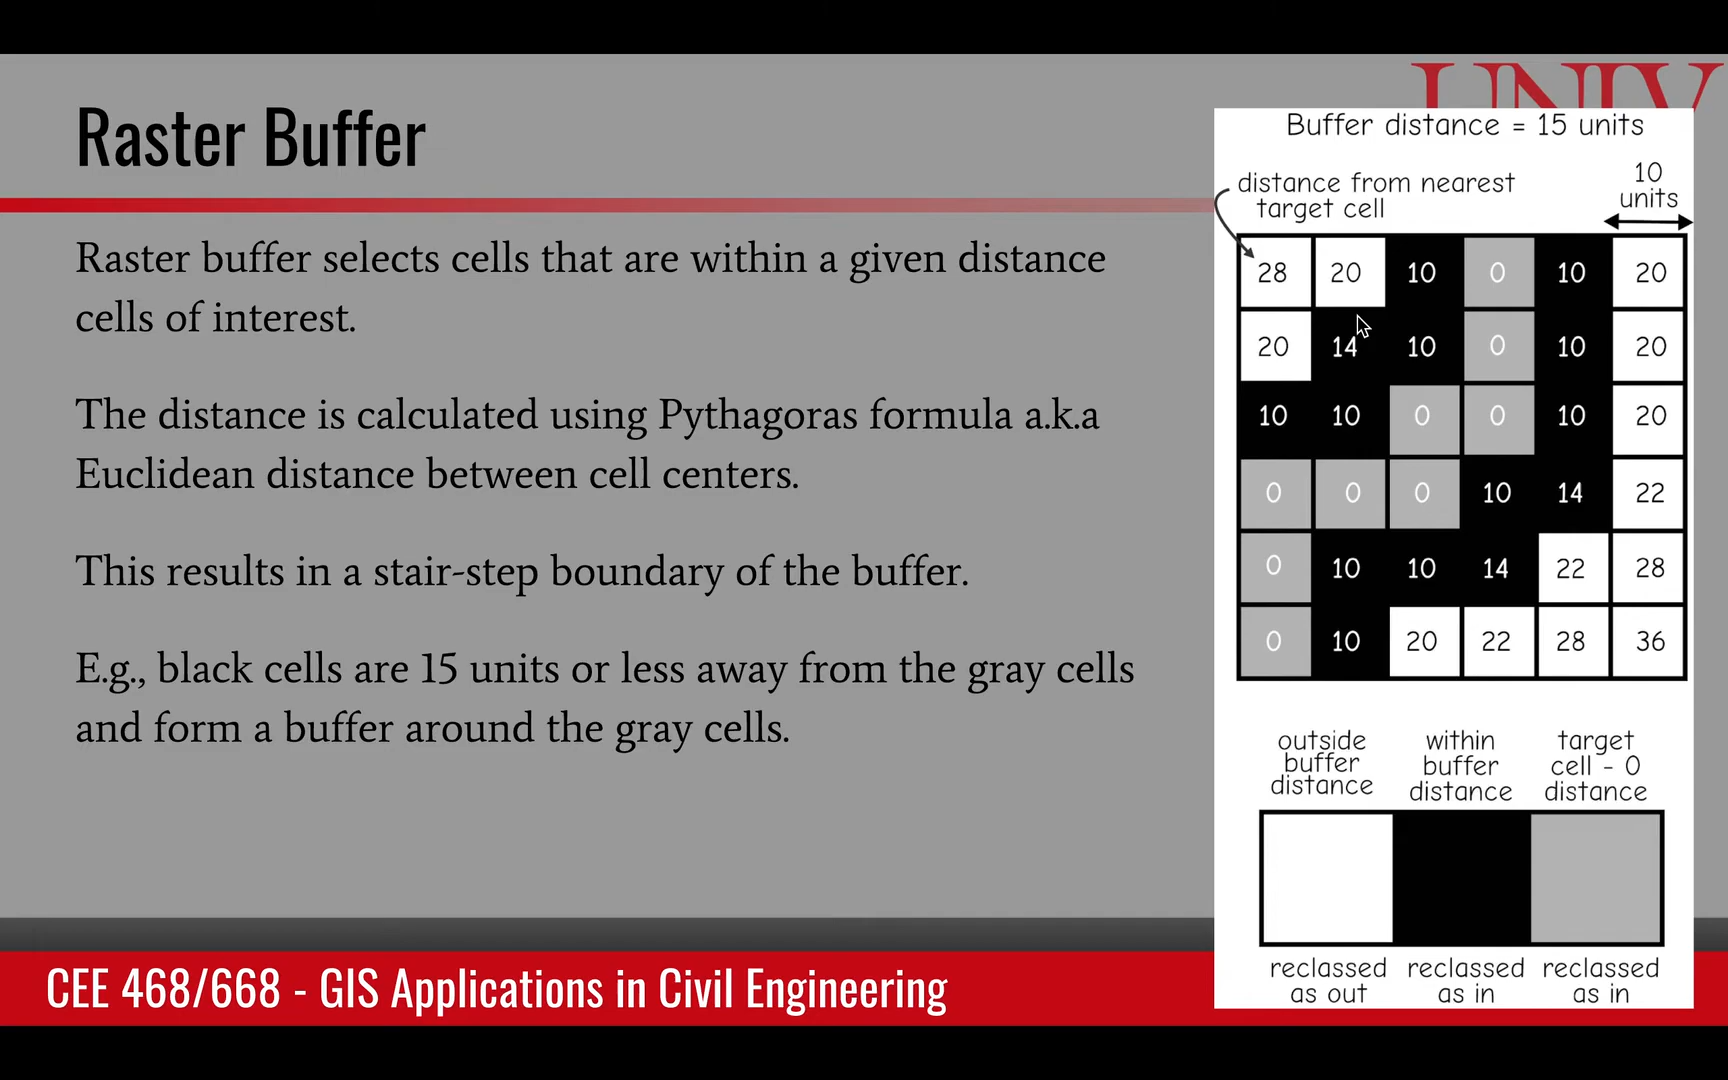 UNIV
Raster Buffer
Raster buffer selects cells that are within a given distance
cells of interest.
The distance is calculated using Pythagoras formula a.k.a
Euclidean distance between cell centers.
This results in a stair-step boundary of the buffer.
E.g., black cells are 15 units or less away from the gray cells
and form a buffer around the gray cells.
Buffer distance = 15 units
distance from nearest
target cell
10
units
28 20 10 0 10 20
20 14 10 0 10 20
10 10 0 0 10 20
0 0 0 10 14 22
0 10 10 14 22 28
0 10 20 22 28 36
outside
buffer
distance
within
buffer
distance
target
cell - 0
distance
reclassed
as out
reclassed
as in
reclassed
as in
CEE 468/668 - GIS Applications in Civil Engineering